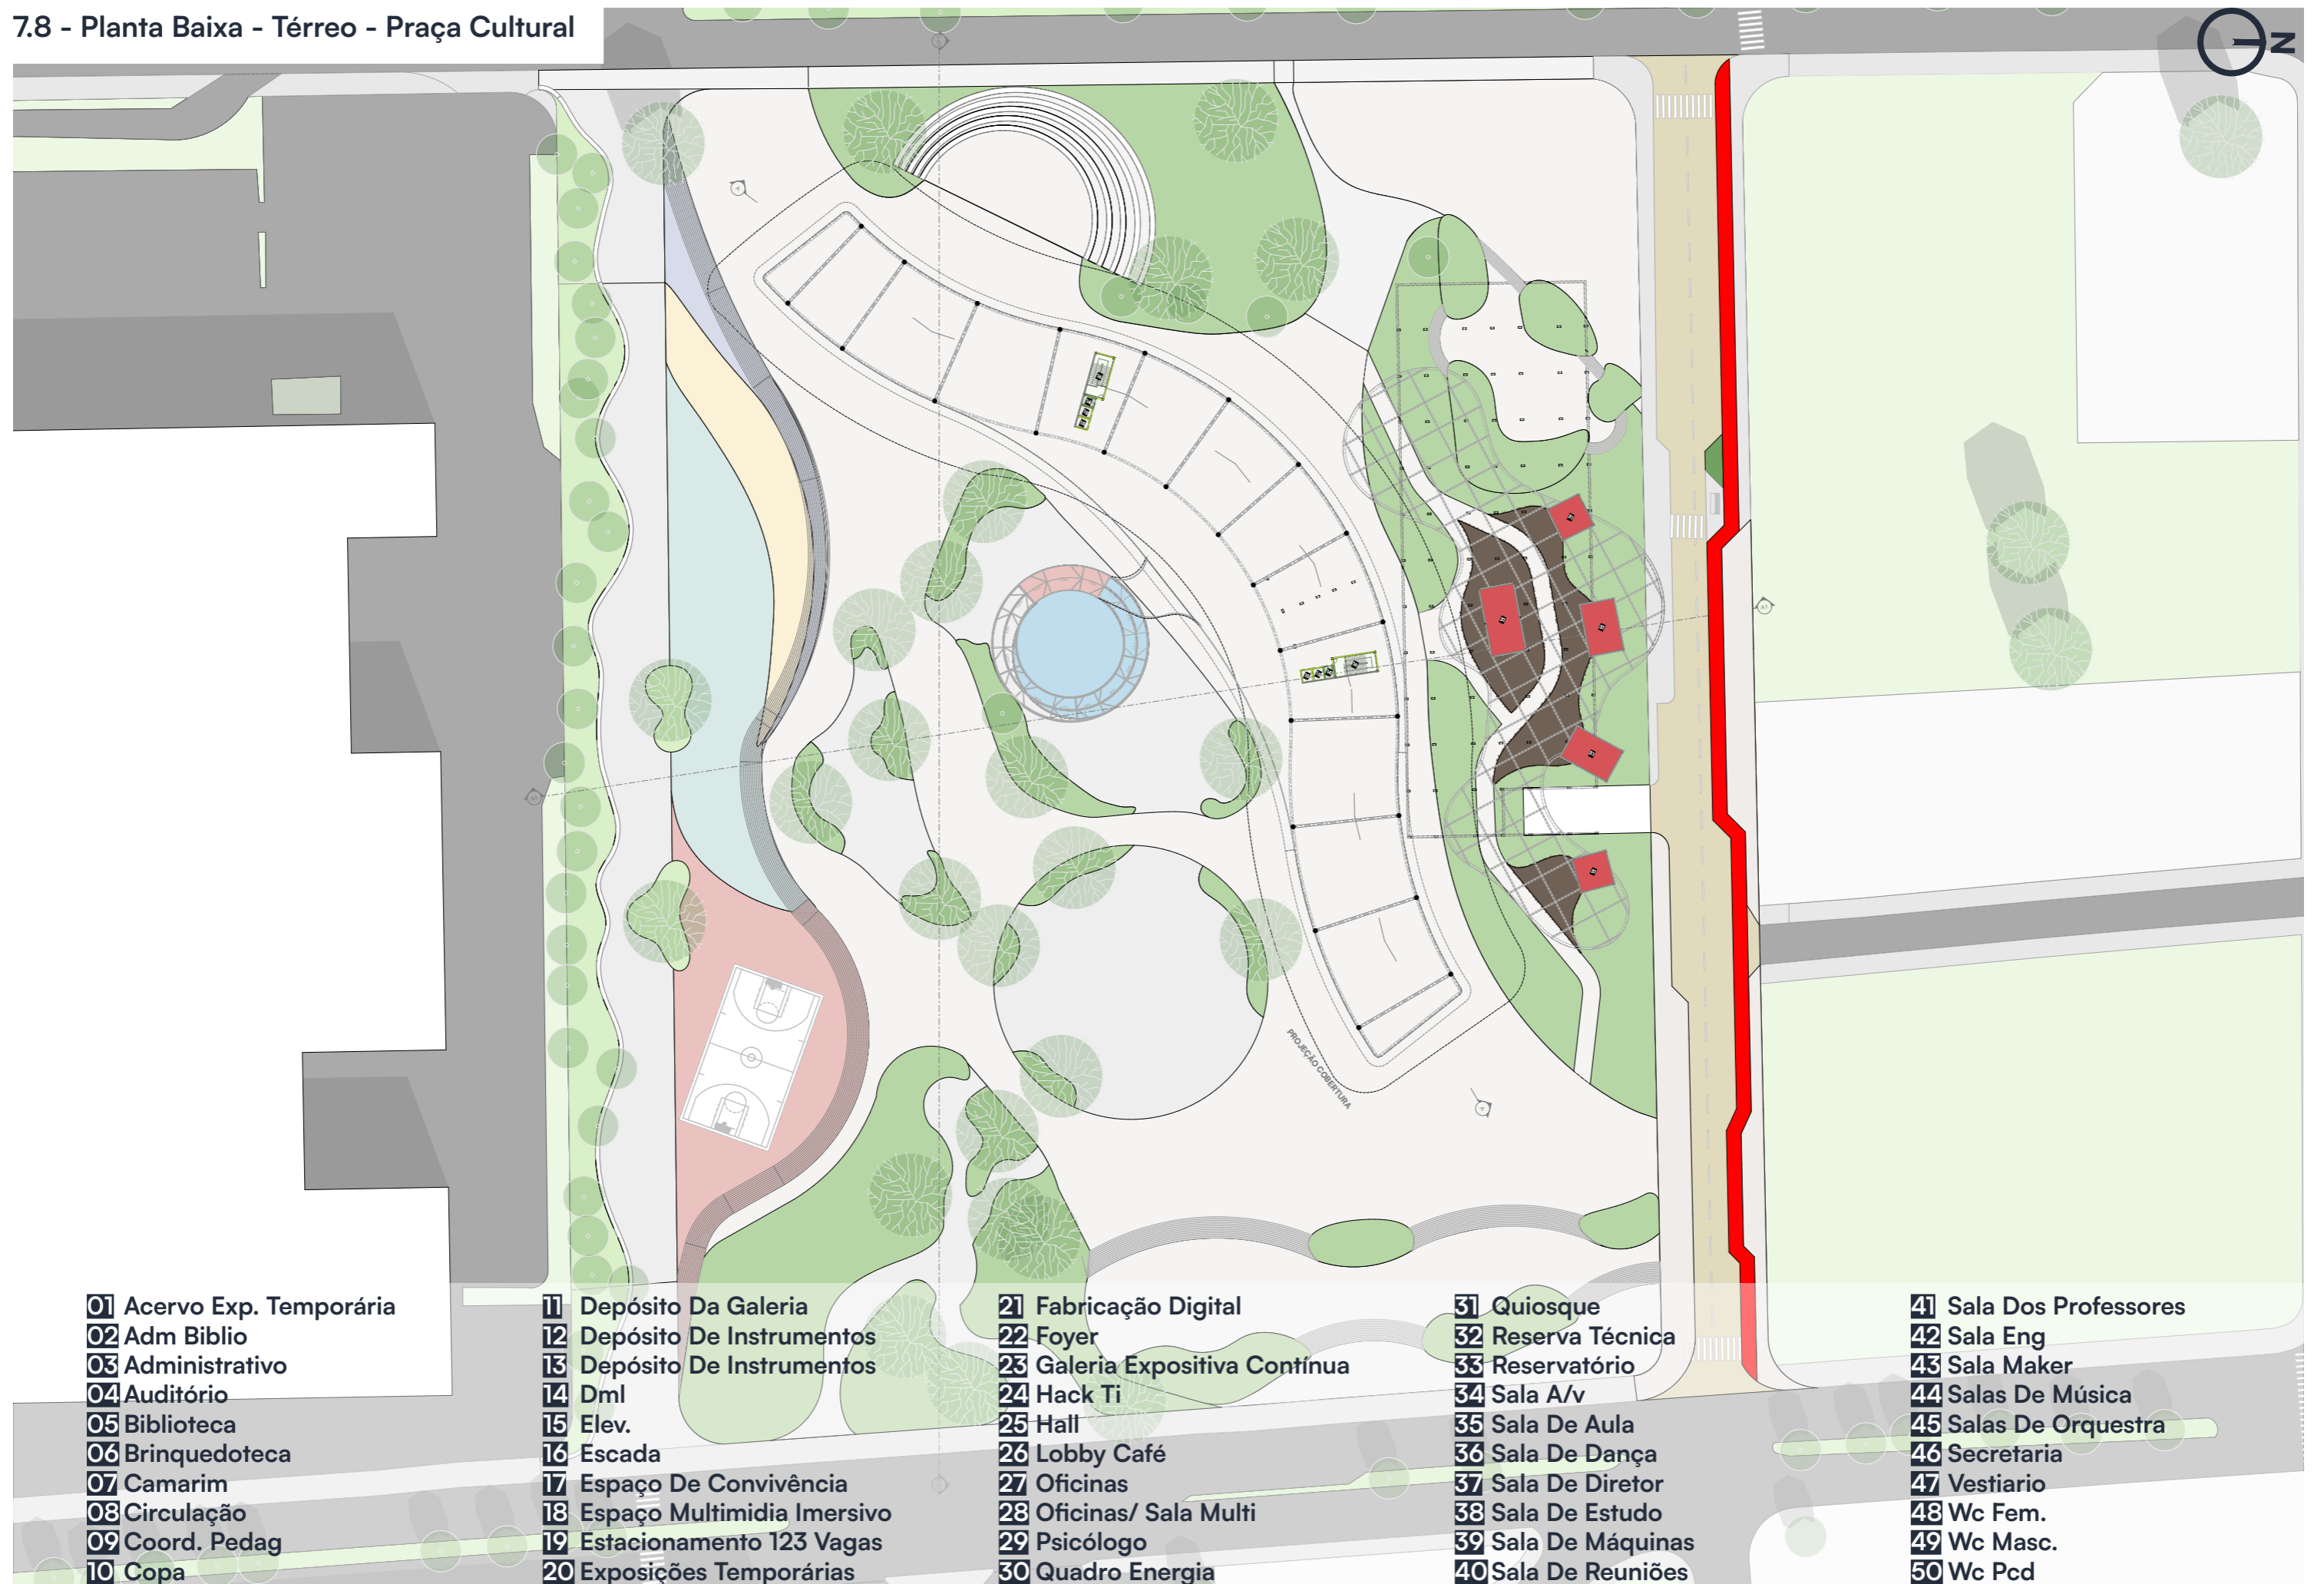 7.8 - Planta Baixa - Térreo - Praça Cultural
N
PROJEÇÃO COBERTURA
01 Acervo Exp. Temporária
02 Adm Biblio
03 Administrativo
04 Auditório
05 Biblioteca
06 Brinquedoteca
07 Camarim
08 Circulação
09 Coord. Pedag
10 Copa
11 Depósito Da Galeria
12 Depósito De Instrumentos
13 Depósito De Instrumentos
14 Dml
15 Elev.
16 Escada
17 Espaço De Convivência
18 Espaço Multimidia Imersivo
19 Estacionamento 123 Vagas
20 Exposições Temporárias
21 Fabricação Digital
22 Foyer
23 Galeria Expositiva Contínua
24 Hack Ti
25 Hall
26 Lobby Café
27 Oficinas
28 Oficinas/ Sala Multi
29 Psicólogo
30 Quadro Energia
31 Quiosque
32 Reserva Técnica
33 Reservatório
34 Sala A/v
35 Sala De Aula
36 Sala De Dança
37 Sala De Diretor
38 Sala De Estudo
39 Sala De Máquinas
40 Sala De Reuniões
41 Sala Dos Professores
42 Sala Eng
43 Sala Maker
44 Salas De Música
45 Salas De Orquestra
46 Secretaria
47 Vestiario
48 Wc Fem.
49 Wc Masc.
50 Wc Pcd